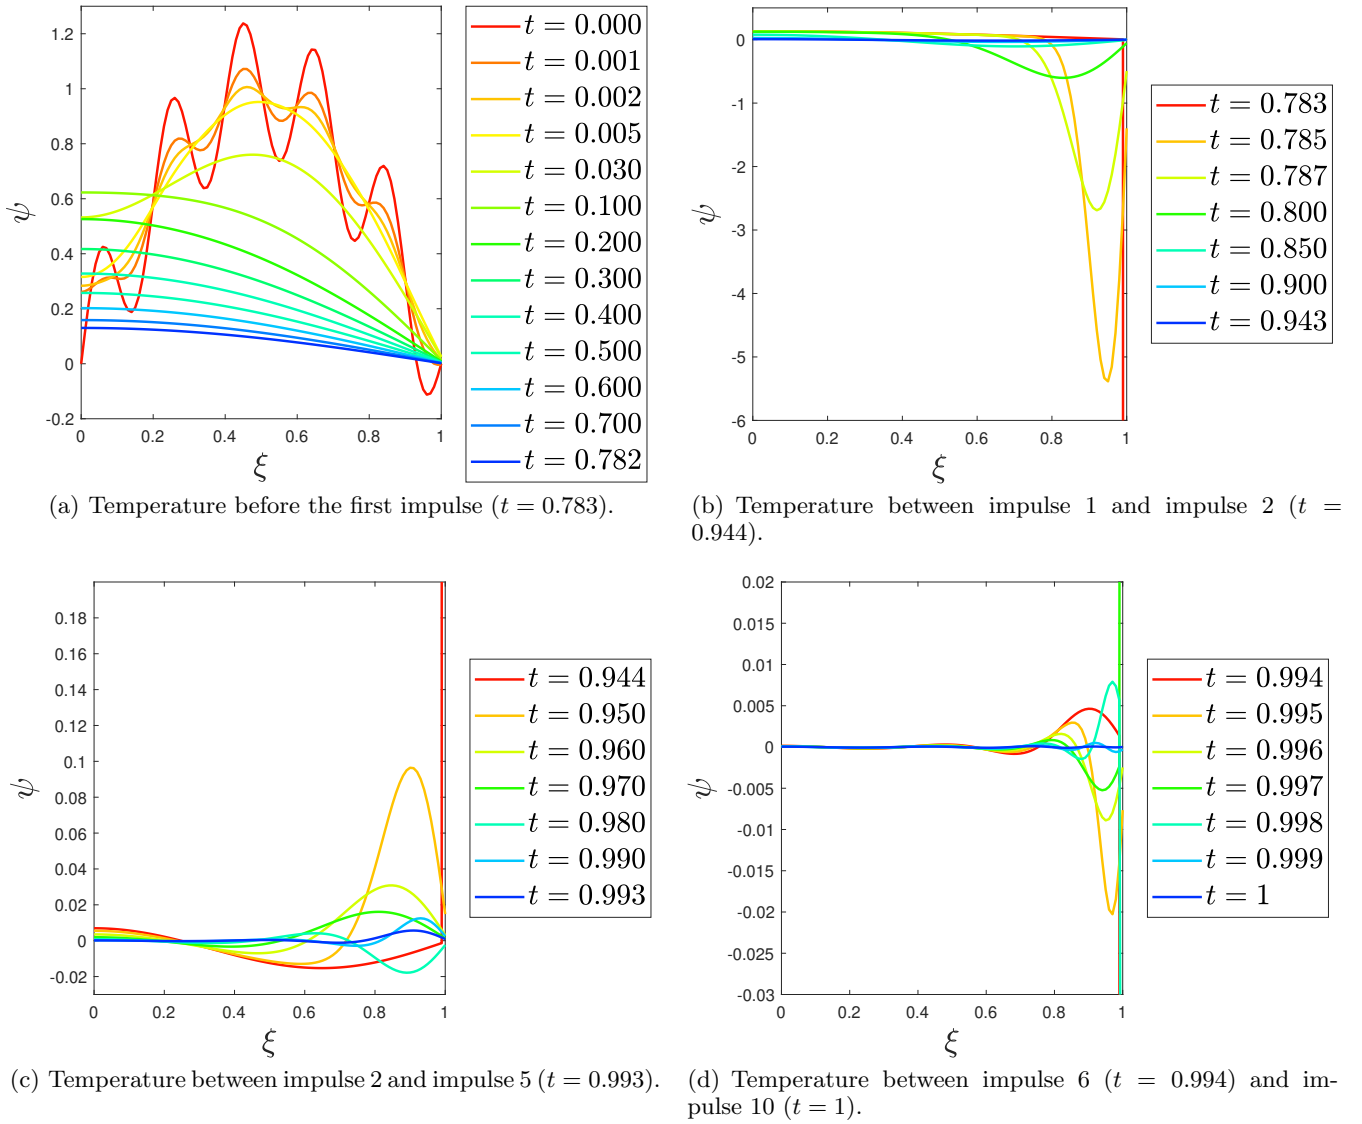 1.2
1
0.8
0.6
0.4
0.2
0
-0.2
ψ
0 0.2 0.4 0.6 0.8 1
ξ
t = 0.000
t = 0.001
t = 0.002
t = 0.005
t = 0.030
t = 0.100
t = 0.200
t = 0.300
t = 0.400
t = 0.500
t = 0.600
t = 0.700
t = 0.782
(a) Temperature before the first impulse (t = 0.783).
0
-1
-2
-3
-4
-5
-6
ψ
0 0.2 0.4 0.6 0.8 1
ξ
t = 0.783
t = 0.785
t = 0.787
t = 0.800
t = 0.850
t = 0.900
t = 0.943
(b) Temperature between impulse 1 and impulse 2 (t =
0.944).
0.18
0.16
0.14
0.12
0.1
0.08
0.06
0.04
0.02
0
-0.02
ψ
0 0.2 0.4 0.6 0.8 1
ξ
t = 0.944
t = 0.950
t = 0.960
t = 0.970
t = 0.980
t = 0.990
t = 0.993
(c) Temperature between impulse 2 and impulse 5 (t = 0.993).
0.02
0.015
0.01
0.005
0
-0.005
-0.01
-0.015
-0.02
-0.025
-0.03
ψ
0 0.2 0.4 0.6 0.8 1
ξ
t = 0.994
t = 0.995
t = 0.996
t = 0.997
t = 0.998
t = 0.999
t = 1
(d) Temperature between impulse 6 (t = 0.994) and im-
pulse 10 (t = 1).